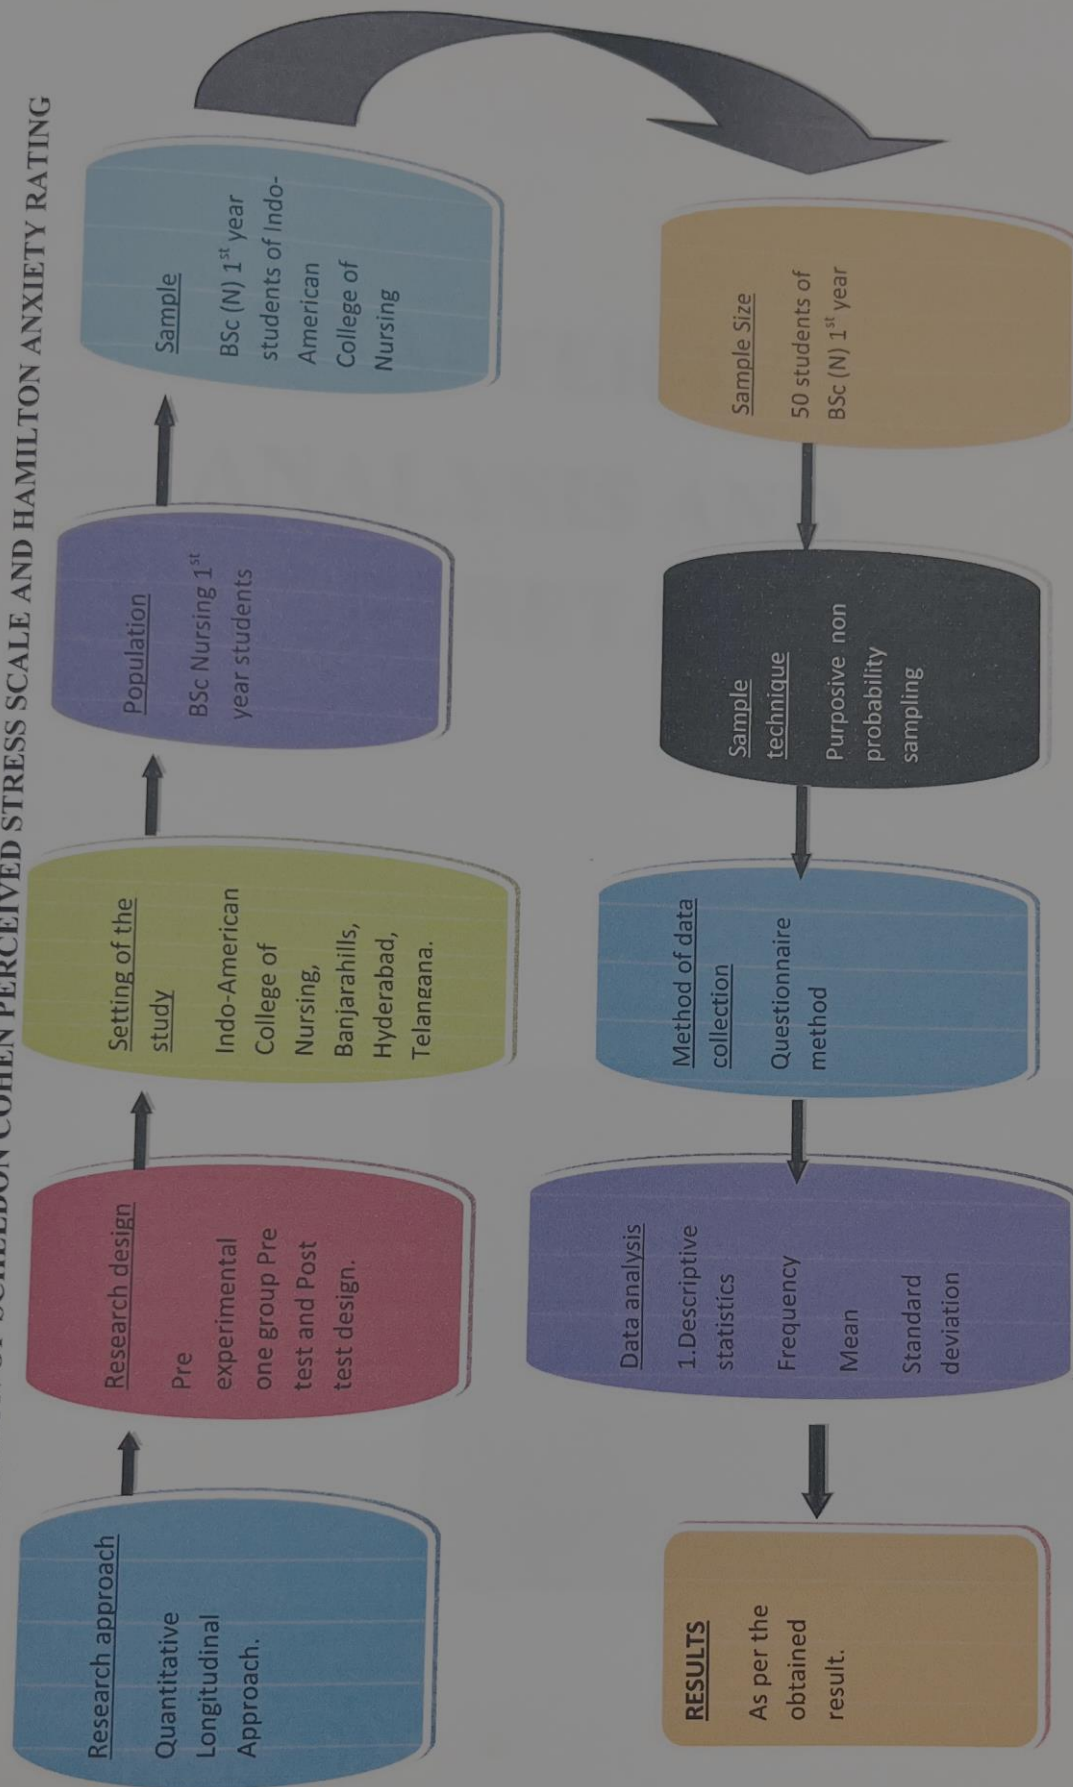 SCHELDON COHEN PERCEIVED STRESS SCALE AND HAMILTON ANXIETY RATING
Research approach
Quantitative
Longitudinal
Approach.
Research design
Pre
experimental
one group Pre
test and Post
test design.
Setting of the
study
Indo-American
College of
Nursing,
Banjarahills,
Hyderabad,
Telangana.
Population
BSc Nursing 1st
year students
Sample
BSc (N) 1st year
students of Indo-
American
College of
Nursing
Sample Size
50 students of
BSc (N) 1st year
Sample
technique
Purposive non
probability
sampling
Method of data
collection
Questionnaire
method
Data analysis
1.Descriptive
statistics
Frequency
Mean
Standard
deviation
RESULTS
As per the
obtained
result.